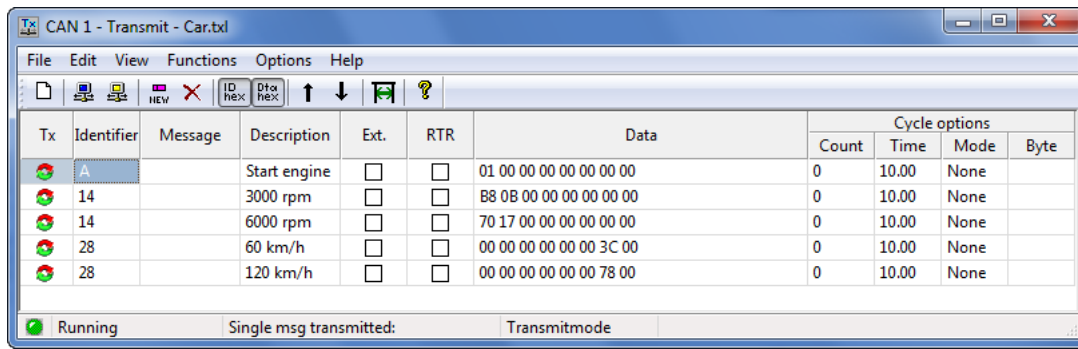 CAN 1 - Transmit - Car.txl
File Edit View Functions Options Help
NEW ID hex Dta hex
Tx Identifier Message Description Ext. RTR Data Cycle options
Count Time Mode Byte
A Start engine 01 00 00 00 00 00 00 00 0 10.00 None
14 3000 rpm B8 0B 00 00 00 00 00 00 0 10.00 None
14 6000 rpm 70 17 00 00 00 00 00 00 0 10.00 None
28 60 km/h 00 00 00 00 00 00 3C 00 0 10.00 None
28 120 km/h 00 00 00 00 00 00 78 00 0 10.00 None
Running Single msg transmitted: Transmitmode